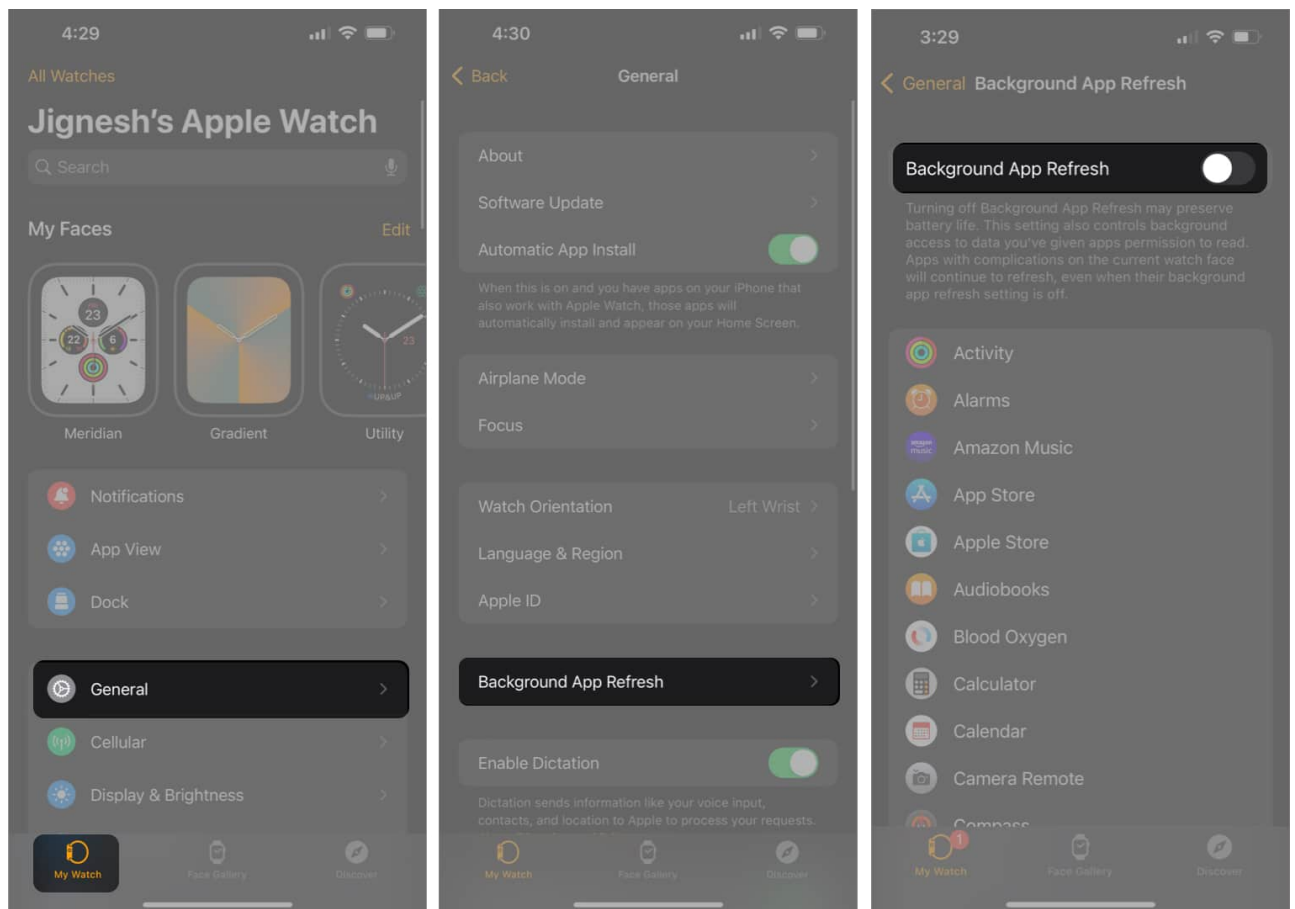 4:29
All Watches
Jignesh's Apple Watch
Search
My Faces
Edit
23
22
6
23
UP&UP
Meridian
Gradient
Utility
Notifications
App View
Dock
General
Cellular
Display & Brightness
My Watch
Face Gallery
Discover
4:30
Back
General
About
Software Update
Automatic App Install
When this is on and you have apps on your iPhone that
also work with Apple Watch, those apps will
automatically install and appear on your Home Screen.
Airplane Mode
Focus
Watch Orientation
Left Wrist
Language & Region
Apple ID
Background App Refresh
Enable Dictation
Dictation sends information like your voice input,
contacts, and location to Apple to process your requests.
My Watch
Face Gallery
Discover
3:29
General
Background App Refresh
Background App Refresh
Turning off Background App Refresh may preserve
battery life. This setting also controls background
access to data you've given apps permission to read.
Apps with complications on the current watch face
will continue to refresh, even when their background
app refresh setting is off.
Activity
Alarms
amazon
music
Amazon Music
App Store
Apple Store
Audiobooks
Blood Oxygen
Calculator
Calendar
Camera Remote
Compass
1
My Watch
Face Gallery
Discover